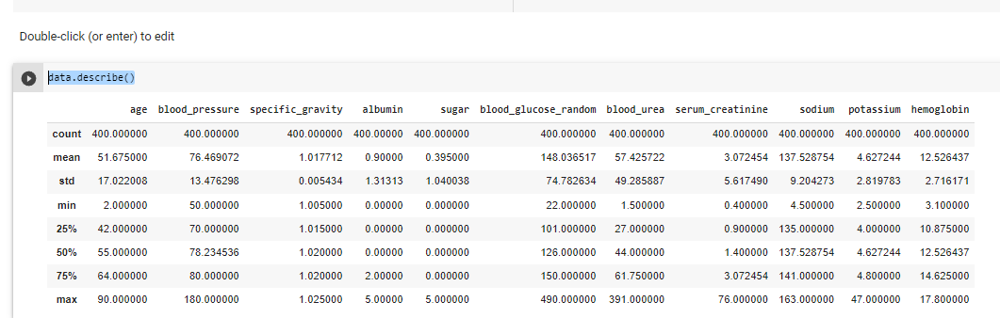 Double-click (or enter) to edit
data.describe()
age blood_pressure specific_gravity albumin sugar blood_glucose_random blood_urea serum_creatinine sodium potassium hemoglobin
count 400.000000 400.000000 400.000000 400.00000 400.000000 400.000000 400.000000 400.000000 400.000000 400.000000 400.000000
mean 51.675000 76.469072 1.017712 0.90000 0.395000 148.036517 57.425722 3.072454 137.528754 4.627244 12.526437
std 17.022008 13.476298 0.005434 1.31313 1.040038 74.782634 49.285887 5.617490 9.204273 2.819783 2.716171
min 2.000000 50.000000 1.005000 0.00000 0.000000 22.000000 1.500000 0.400000 4.500000 2.500000 3.100000
25% 42.000000 70.000000 1.015000 0.00000 0.000000 101.000000 27.000000 0.900000 135.000000 4.000000 10.875000
50% 55.000000 78.234536 1.020000 0.00000 0.000000 126.000000 44.000000 1.400000 137.528754 4.627244 12.526437
75% 64.000000 80.000000 1.020000 2.00000 0.000000 150.000000 61.750000 3.072454 141.000000 4.800000 14.625000
max 90.000000 180.000000 1.025000 5.00000 5.000000 490.000000 391.000000 76.000000 163.000000 47.000000 17.800000